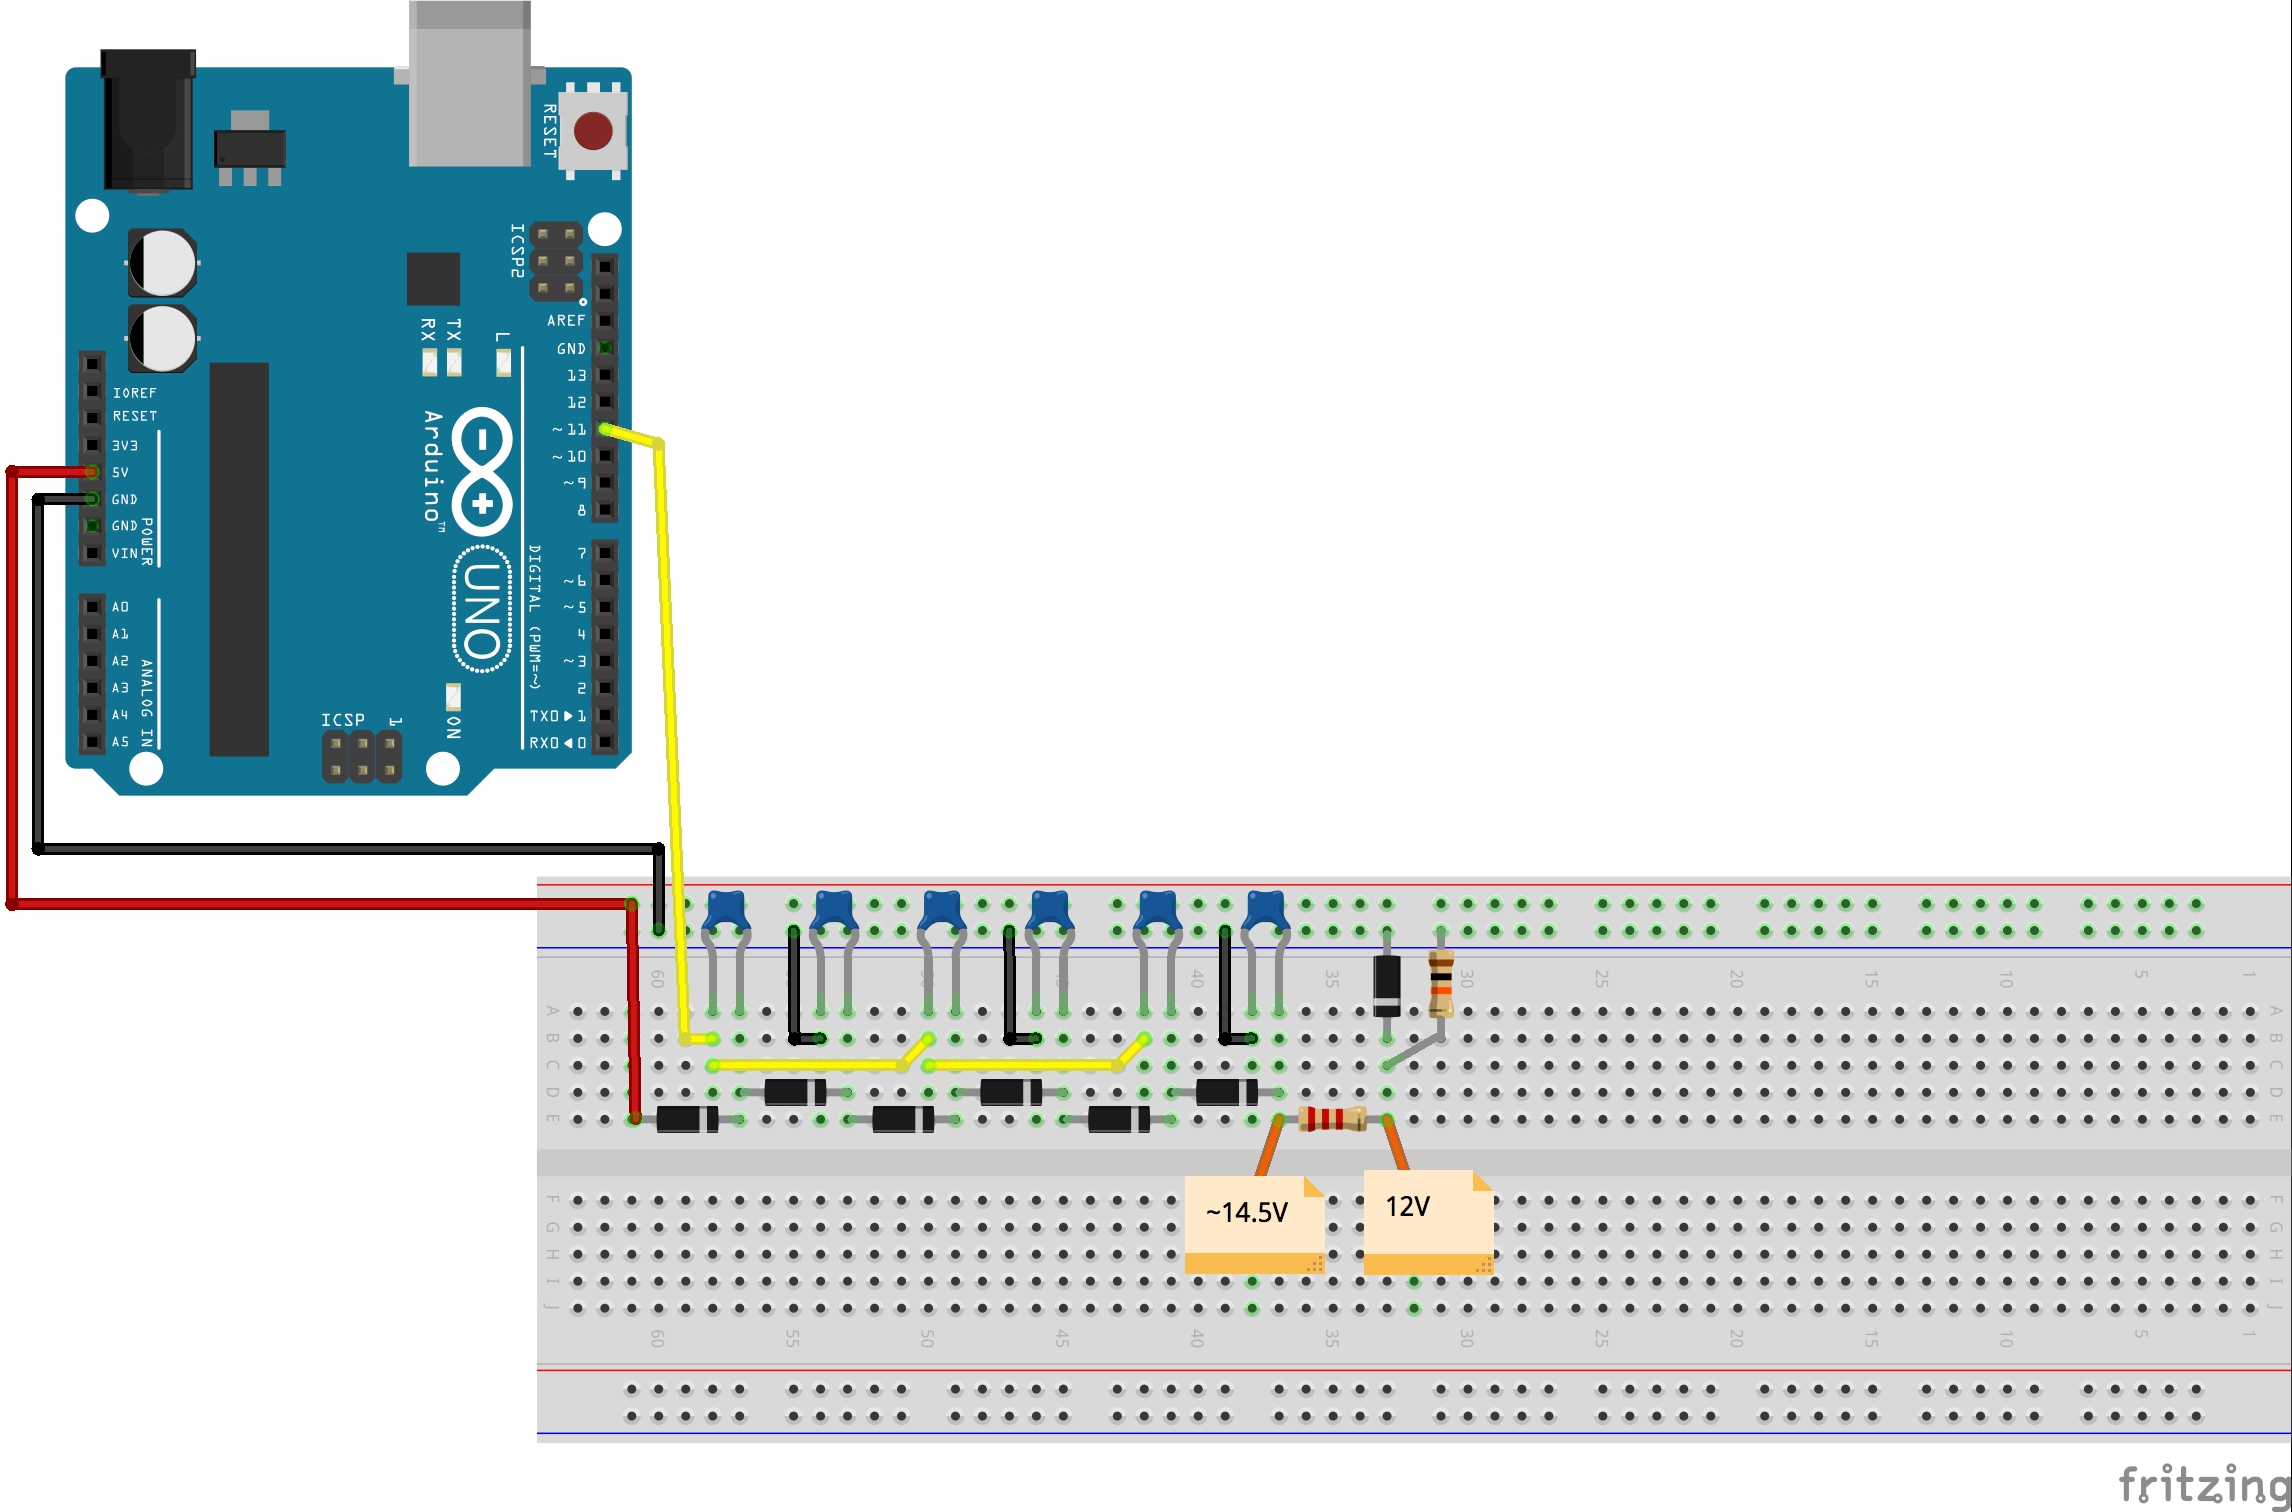 RESET
ICSP2
AREF
GND
13
12
~11
~10
~9
8
7
~6
~5
4
~3
2
TX0▶1
RX0◀0
DIGITAL (PWM=~)
RX
TX
L
Arduino™
UNO
IOREF
RESET
3V3
5V
GND
GND
VIN
POWER
A0
A1
A2
A3
A4
A5
ANALOG IN
ICSP
1
ON
60 40 35 30 25 20 15 10 5 1
A A
B B
C C
D D
E E
~14.5V
12V
F F
G G
H H
I I
J J
60 55 50 45 40 35 30 25 20 15 10 5 1
fritzing